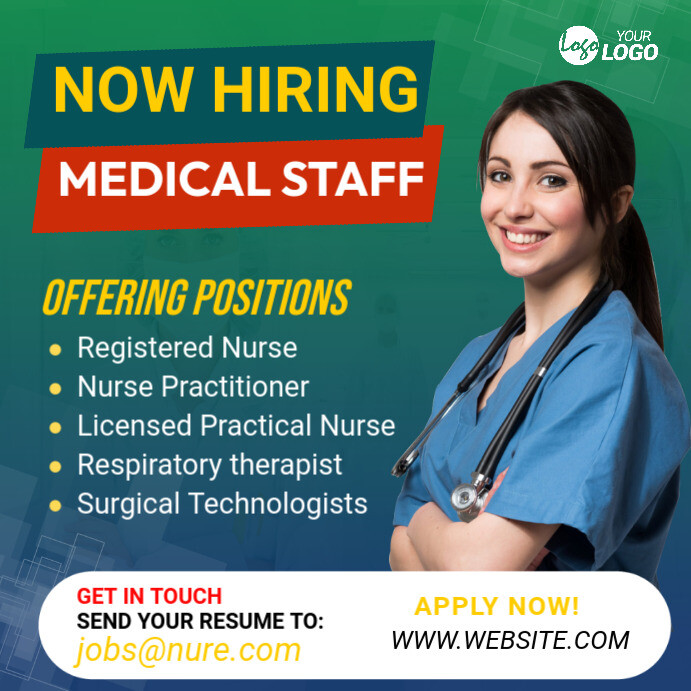 Logo YOUR LOGO
NOW HIRING
MEDICAL STAFF
OFFERING POSITIONS
• Registered Nurse
• Nurse Practitioner
• Licensed Practical Nurse
• Respiratory therapist
• Surgical Technologists
GET IN TOUCH
SEND YOUR RESUME TO:
jobs@nure.com
APPLY NOW!
WWW.WEBSITE.COM